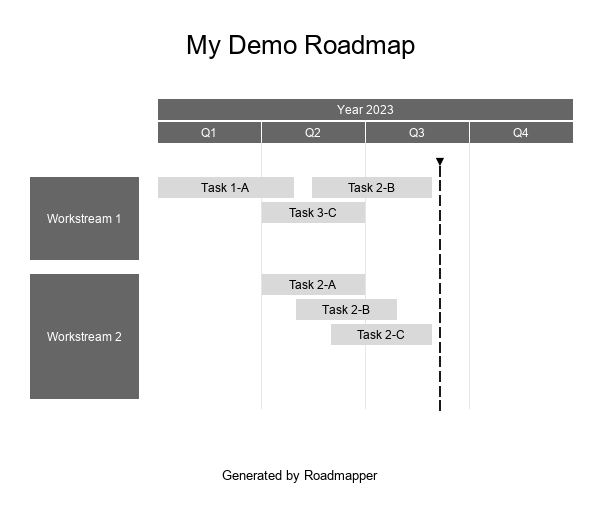 My Demo Roadmap
Year 2023
Q1 Q2 Q3 Q4
Workstream 1
Task 1-A Task 2-B
Task 3-C
Workstream 2
Task 2-A
Task 2-B
Task 2-C
Generated by Roadmapper